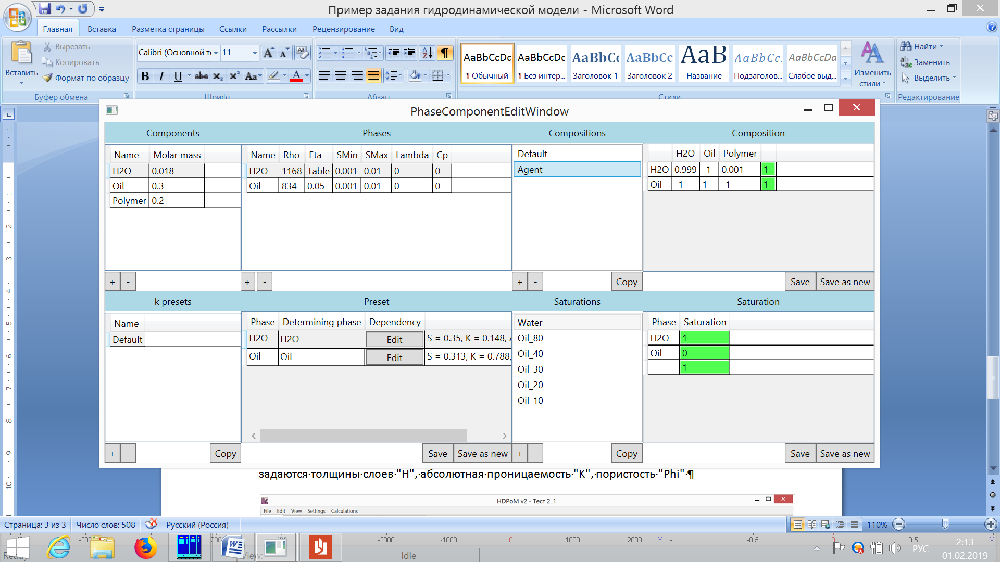 Пример задания гидродинамической модели - Microsoft Word
Главная Вставка Разметка страницы Ссылки Рассылки Рецензирование Вид
Вставить
Вырезать
Копировать
Формат по образцу
Буфер обмена
Calibri (Основной те 11
Шрифт
Абзац
AaBbCcDc AaBbCcDc AaBbCc AaBbCc AaB AaBbCc. AaBbCcDa
¶ Обычный ¶ Без интер... Заголовок 1 Заголовок 2 Название Подзаголов... Слабое выд...
Стили
Изменить стили
Найти
Заменить
Выделить
Редактирование
PhaseComponentEditWindow
Components Phases Compositions Composition
Name Molar mass
H2O 0.018
Oil 0.3
Polymer 0.2
Name Rho Eta SMin SMax Lambda Cp
H2O 1168 Table 0.001 0.01 0 0
Oil 834 0.05 0.001 0.01 0 0
Default
Agent
H2O Oil Polymer
H2O 0.999 -1 0.001 1
Oil -1 1 -1 1
+ - + - + - Copy Save Save as new
k presets Preset Saturations Saturation
Name
Default
Phase Determining phase Dependency
H2O H2O Edit S = 0.35, K = 0.148,
Oil Oil Edit S = 0.313, K = 0.788,
Water
Oil_80
Oil_40
Oil_30
Oil_20
Oil_10
Phase Saturation
H2O 1
Oil 0
1
+ - Copy Save Save as new + - Copy Save Save as new
задаются·толщины·слоев·"H",·абсолютная·проницаемость·"K",·пористость·"Phi"·¶
HDPoM v2 - Тест 2_1
File Edit View Settings Calculations
Страница: 3 из 3 Число слов: 508 Русский (Россия) 110%
-2000 -1000 0 1000 2000 Y -1 -0.5 0 0.5 X
View: Idle
РУС
2:13
01.02.2019